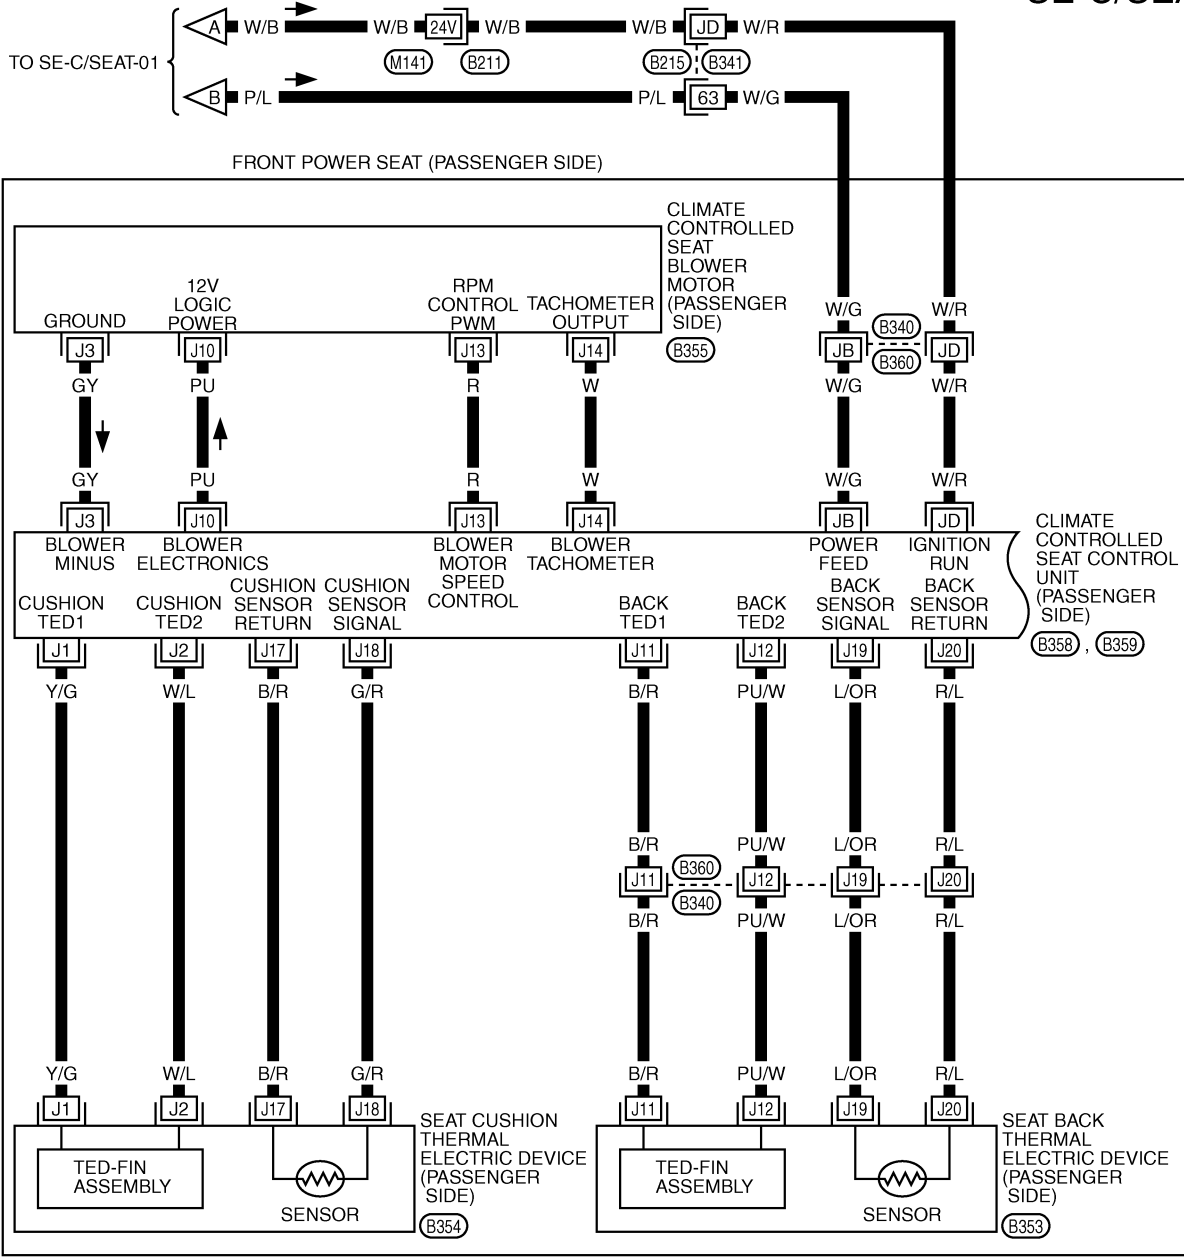 A W/B W/B 24V W/B W/B JD W/R
TO SE-C/SEAT-01
M141 B211 B215 B341
B P/L P/L 63 W/G
FRONT POWER SEAT (PASSENGER SIDE)
CLIMATE
CONTROLLED
SEAT
BLOWER
MOTOR
(PASSENGER
SIDE)
B355
GROUND
12V
LOGIC
POWER
RPM
CONTROL
PWM
TACHOMETER
OUTPUT
W/G W/R
B340
J3 J10 J13 J14 JB JD
B360
GY PU R W W/G W/R
GY PU R W W/G W/R
J3 J10 J13 J14 JB JD
BLOWER
MINUS
BLOWER
ELECTRONICS
BLOWER
MOTOR
SPEED
CONTROL
BLOWER
TACHOMETER
POWER
FEED
IGNITION
RUN
CLIMATE
CONTROLLED
SEAT CONTROL
UNIT
(PASSENGER
SIDE)
B358 , B359
CUSHION
TED1
CUSHION
TED2
CUSHION
SENSOR
RETURN
CUSHION
SENSOR
SIGNAL
BACK
TED1
BACK
TED2
BACK
SENSOR
SIGNAL
BACK
SENSOR
RETURN
J1 J2 J17 J18 J11 J12 J19 J20
Y/G W/L B/R G/R B/R PU/W L/OR R/L
B/R PU/W L/OR R/L
B360
J11 J12 J19 J20
B340
B/R PU/W L/OR R/L
Y/G W/L B/R G/R B/R PU/W L/OR R/L
J1 J2 J17 J18 J11 J12 J19 J20
SEAT CUSHION
THERMAL
ELECTRIC DEVICE
(PASSENGER
SIDE)
B354
TED-FIN
ASSEMBLY
SENSOR
SEAT BACK
THERMAL
ELECTRIC DEVICE
(PASSENGER
SIDE)
B353
TED-FIN
ASSEMBLY
SENSOR